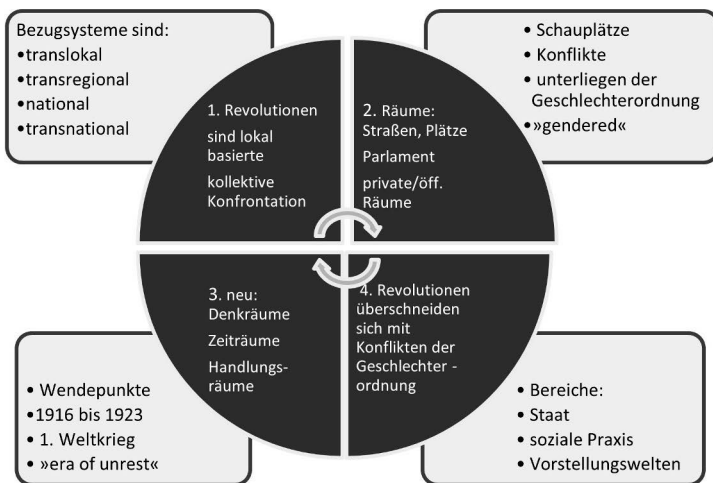 Bezugsysteme sind:
•translokal
•transregional
•national
•transnational
1. Revolutionen
sind lokal
basierte
kollektive
Konfrontation
2. Räume:
Straßen, Plätze
Parlament
private/öff.
Räume
• Schauplätze
• Konflikte
• unterliegen der
Geschlechterordnung
•»gendered«
3. neu:
Denkräume
Zeiträume
Handlungs-
räume
4. Revolutionen
überschneiden
sich mit
Konflikten der
Geschlechter -
ordnung
• Wendepunkte
•1916 bis 1923
• 1. Weltkrieg
• »era of unrest«
• Bereiche:
• Staat
• soziale Praxis
• Vorstellungswelten